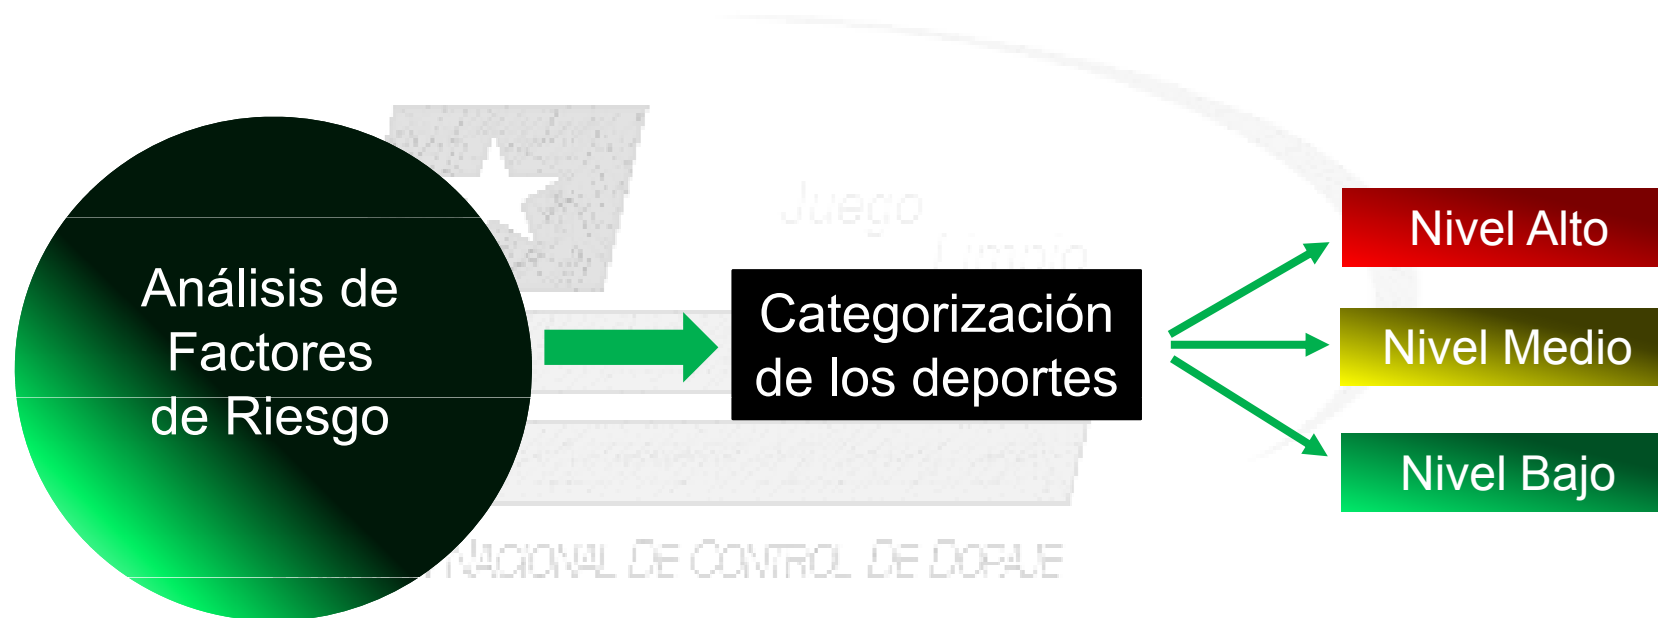 Análisis de
Factores
de Riesgo
Categorización
de los deportes
Nivel Alto
Nivel Medio
Nivel Bajo
Juego
Limpio
NACIONAL DE CONTROL DE DOPAJE